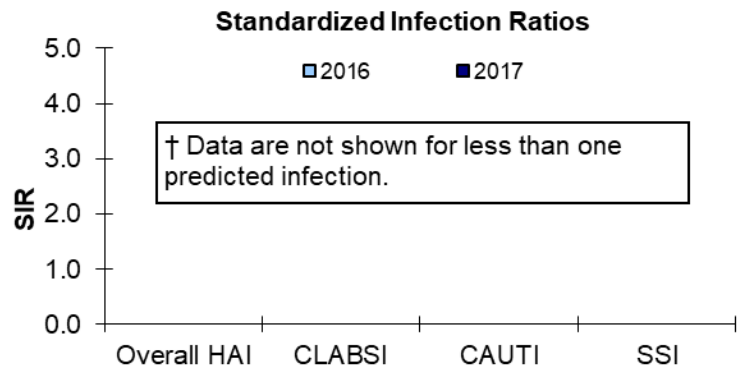 Standardized Infection Ratios
2016 2017
5.0
4.0
3.0
2.0
1.0
0.0
SIR
† Data are not shown for less than one
predicted infection.
Overall HAI CLABSI CAUTI SSI